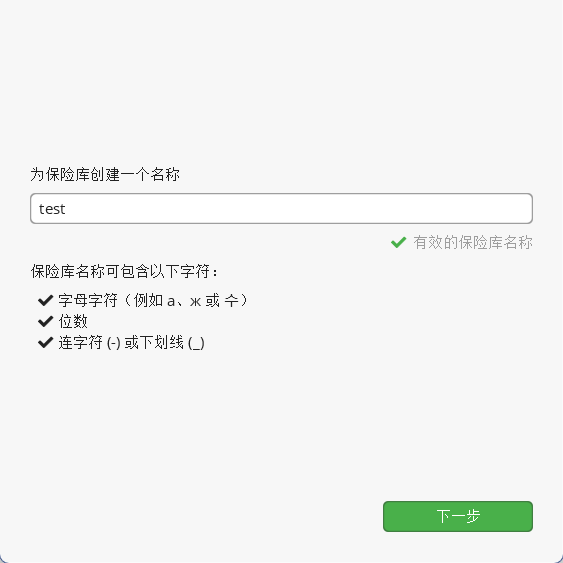 为保险库创建一个名称
test
有效的保险库名称
保险库名称可包含以下字符：
字母字符（例如 a、ж 或 수）
位数
连字符 (-) 或下划线 (_)
下一步